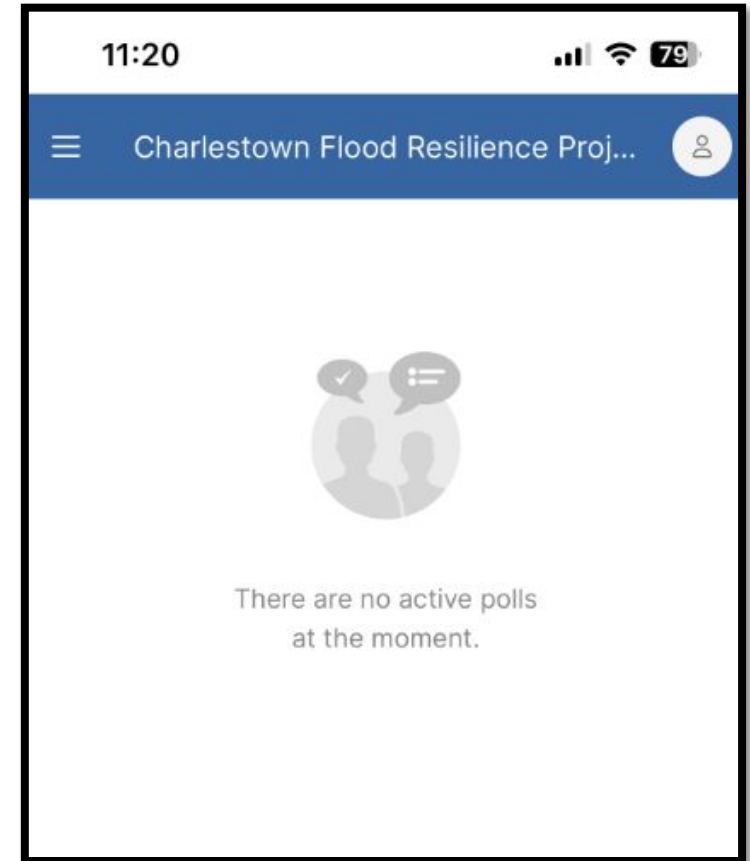 11:20
79
Charlestown Flood Resilience Proj...
There are no active polls
at the moment.